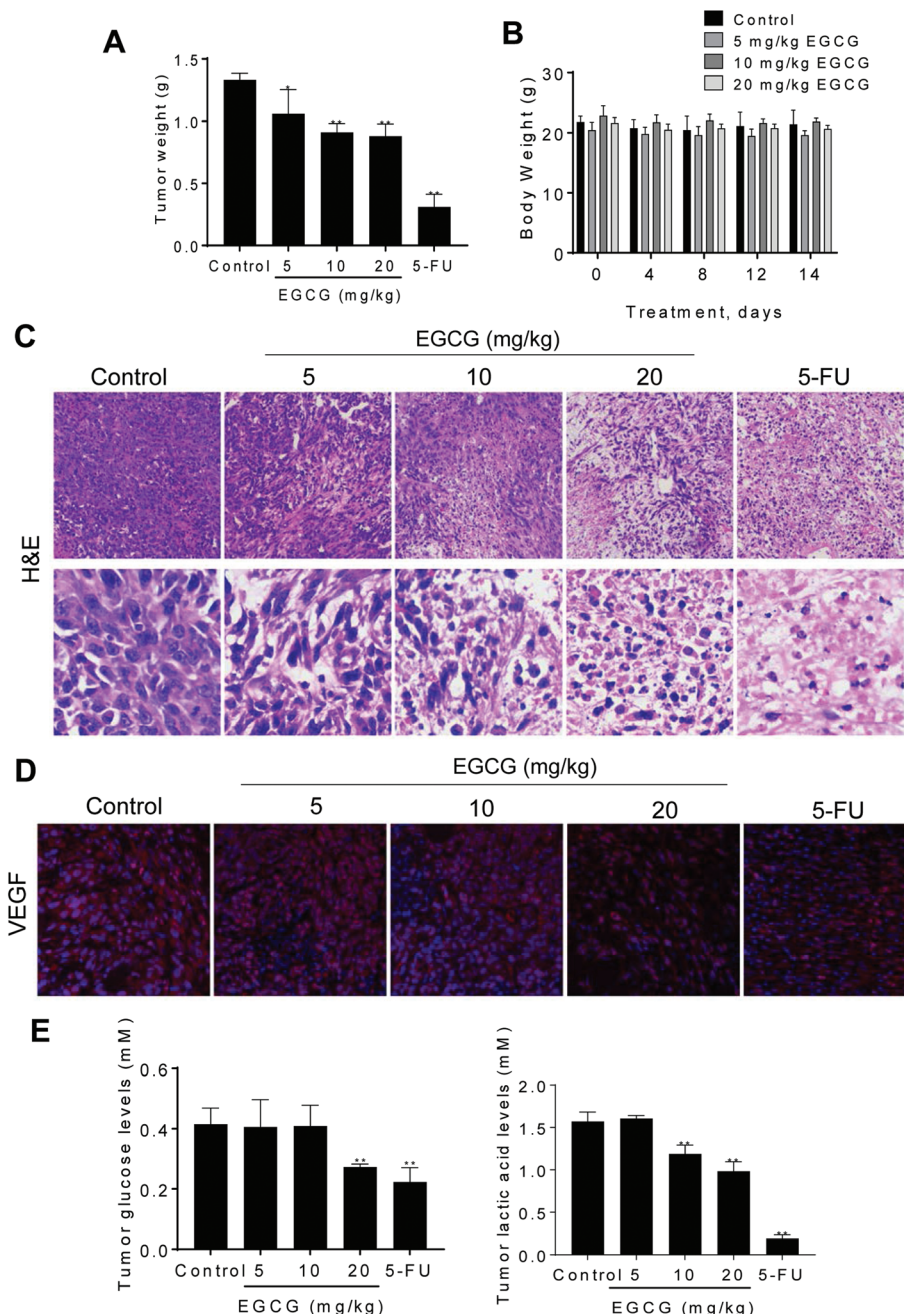 A
Tumor weight (g)
1.5
1.0
0.5
0.0
*
**
**
**
Control 5 10 20 5-FU
EGCG (mg/kg)
B
Control
5 mg/kg EGCG
10 mg/kg EGCG
20 mg/kg EGCG
Body Weight (g)
30
20
10
0
0 4 8 12 14
Treatment, days
C
EGCG (mg/kg)
Control 5 10 20 5-FU
H&E
D
EGCG (mg/kg)
Control 5 10 20 5-FU
VEGF
E
Tumor glucose levels (mM)
0.6
0.4
0.2
0.0
**
**
Control 5 10 20 5-FU
EGCG (mg/kg)
Tumor lactic acid levels (mM)
2.0
1.5
1.0
0.5
0.0
**
**
**
Control 5 10 20 5-FU
EGCG (mg/kg)